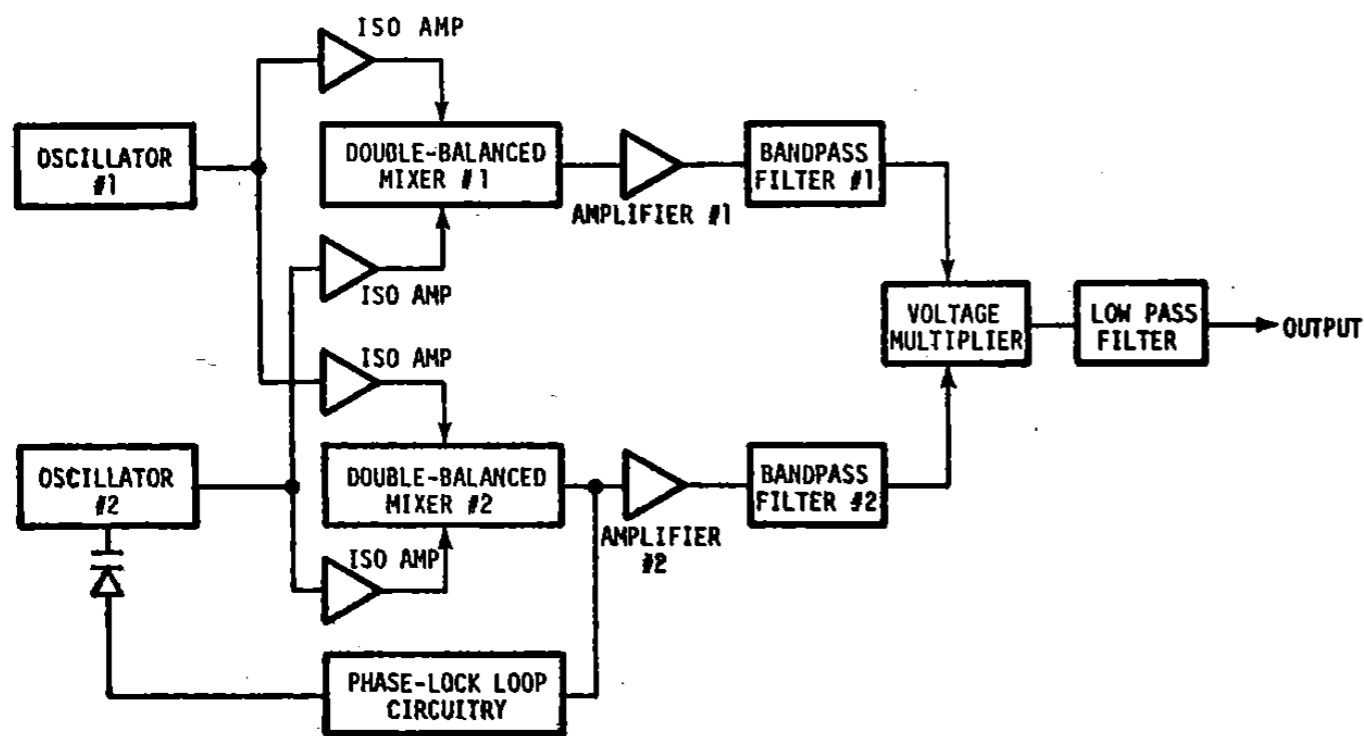 ISO AMP
OSCILLATOR
#1
DOUBLE-BALANCED
MIXER #1
AMPLIFIER #1
BANDPASS
FILTER #1
ISO AMP
VOLTAGE
MULTIPLIER
LOW PASS
FILTER
OUTPUT
ISO AMP
OSCILLATOR
#2
DOUBLE-BALANCED
MIXER #2
AMPLIFIER
#2
BANDPASS
FILTER #2
ISO AMP
PHASE-LOCK LOOP
CIRCUITRY